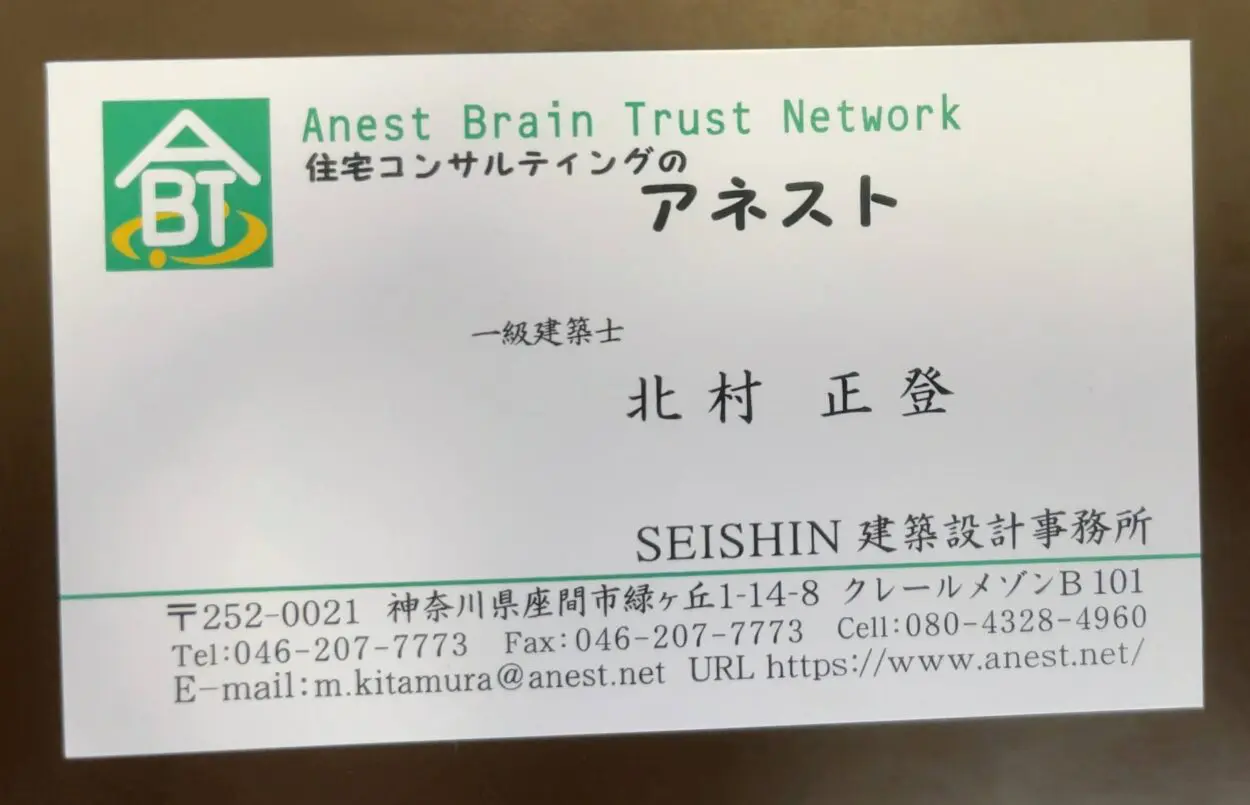 ABT
Anest Brain Trust Network
住宅コンサルティングの
アネスト
一級建築士
北村 正登
SEISHIN 建築設計事務所
〒252-0021 神奈川県座間市緑ヶ丘1-14-8 クレールメゾンB 101
Tel:046-207-7773 Fax:046-207-7773 Cell:080-4328-4960
E-mail:m.kitamura@anest.net URL https://www.anest.net/